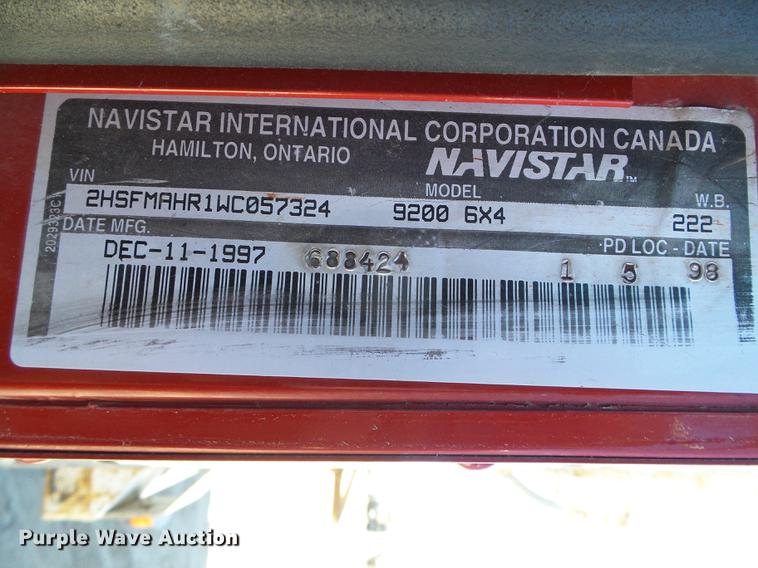 NAVISTAR INTERNATIONAL CORPORATION CANADA
HAMILTON, ONTARIO NAVISTAR
VIN MODEL W.B.
2HSFMAHR1WC057324 9200 6X4 222
DATE MFG. PD LOC - DATE
DEC-11-1997 688424 1 5 98
Purple Wave Auction